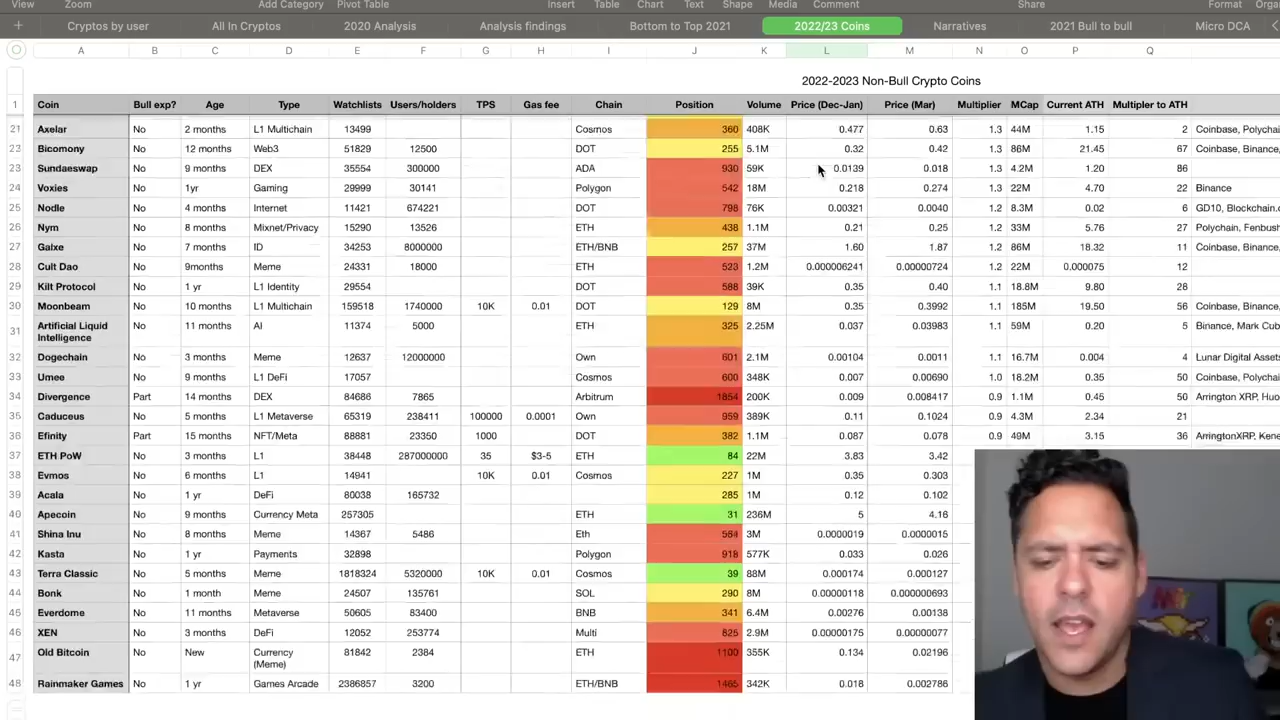 View Zoom Add Category Pivot Table Insert Table Chart Text Shape Media Comment Share Format
+ Cryptos by user All In Cryptos 2020 Analysis Analysis findings Bottom to Top 2021 2022/23 Coins Narratives 2021 Bull to bull Micro DCA
A B C D E F G H I J K L M N O P Q
2022-2023 Non-Bull Crypto Coins
1 Coin Bull exp? Age Type Watchlists Users/holders TPS Gas fee Chain Position Volume Price (Dec-Jan) Price (Mar) Multiplier MCap Current ATH Multipler to ATH
21 Axelar No 2 months L1 Multichain 13499 Cosmos 360 408K 0.477 0.63 1.3 44M 1.15 2 Coinbase, Polychai
23 Bicomony No 12 months Web3 51829 12500 DOT 255 5.1M 0.32 0.42 1.3 86M 21.45 67 Coinbase, Binance,
23 Sundaeswap No 9 months DEX 35554 300000 ADA 930 59K 0.0139 0.018 1.3 4.2M 1.20 86
24 Voxies No 1yr Gaming 29999 30141 Polygon 542 18M 0.218 0.274 1.3 22M 4.70 22 Binance
25 Nodle No 4 months Internet 11421 674221 DOT 798 76K 0.00321 0.0040 1.2 8.3M 0.02 6 GD10, Blockchain.c
26 Nym No 8 months Mixnet/Privacy 15290 13526 ETH 438 1.1M 0.21 0.25 1.2 33M 5.76 27 Polychain, Fenbush
27 Galxe No 7 months ID 34253 8000000 ETH/BNB 257 37M 1.60 1.87 1.2 86M 18.32 11 Coinbase, Binance,
28 Cult Dao No 9months Meme 24331 18000 ETH 523 1.2M 0.000006241 0.00000724 1.2 22M 0.000075 12
29 Kilt Protocol No 1 yr L1 Identity 29554 DOT 588 39K 0.35 0.40 1.1 18.8M 9.80 28
30 Moonbeam No 10 months L1 Multichain 159518 1740000 10K 0.01 DOT 129 8M 0.35 0.3992 1.1 185M 19.50 56 Coinbase, Binance,
31 Artificial Liquid Intelligence No 11 months AI 11374 5000 ETH 325 2.25M 0.037 0.03983 1.1 59M 0.20 5 Binance, Mark Cub
32 Dogechain No 3 months Meme 12637 12000000 Own 601 2.1M 0.00104 0.0011 1.1 16.7M 0.004 4 Lunar Digital Assets
33 Umee No 9 months L1 DeFi 17057 Cosmos 600 348K 0.007 0.00690 1.0 18.2M 0.35 50 Coinbase, Polychai
34 Divergence Part 14 months DEX 84686 7865 Arbitrum 1854 200K 0.009 0.008417 0.9 1.1M 0.45 50 Arrington XRP, Huo
35 Caduceus No 5 months L1 Metaverse 65319 238411 100000 0.0001 Own 959 389K 0.11 0.1024 0.9 4.3M 2.34 21
36 Efinity Part 15 months NFT/Meta 88881 23350 1000 DOT 382 1.1M 0.087 0.078 0.9 49M 3.15 36 ArringtonXRP, Kene
37 ETH PoW No 3 months L1 38448 287000000 35 $3-5 ETH 84 22M 3.83 3.42
38 Evmos No 6 months L1 14941 10K 0.01 Cosmos 227 1M 0.35 0.303
39 Acala No 1 yr DeFi 80038 165732 285 1M 0.12 0.102
40 Apecoin No 9 months Currency Meta 257305 ETH 31 236M 5 4.16
41 Shina Inu No 8 months Meme 14367 5486 Eth 584 3M 0.0000019 0.0000015
42 Kasta No 1 yr Payments 32898 Polygon 918 577K 0.033 0.026
43 Terra Classic No 5 months Meme 1818324 5320000 10K 0.01 Cosmos 39 88M 0.000174 0.000127
44 Bonk No 1 month Meme 24507 135761 SOL 290 8M 0.00000118 0.000000693
45 Everdome No 11 months Metaverse 50605 83400 BNB 341 6.4M 0.00276 0.00138
46 XEN No 3 months DeFi 12052 253774 Multi 825 2.9M 0.00000175 0.00000077
47 Old Bitcoin No New Currency (Meme) 81842 2384 ETH 1100 355K 0.134 0.02196
48 Rainmaker Games No 1 yr Games Arcade 2386857 3200 ETH/BNB 1465 342K 0.018 0.002786